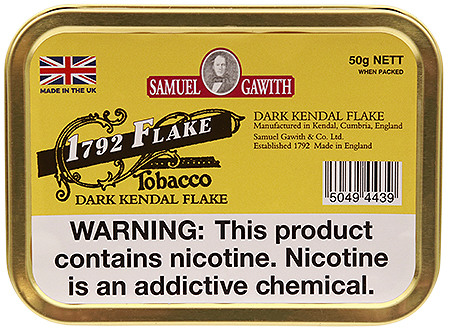 MADE IN THE UK
SAMUEL GAWITH
50g NETT
WHEN PACKED
1792 FLAKE
Tobacco
DARK KENDAL FLAKE
DARK KENDAL FLAKE
Manufactured in Kendal, Cumbria, England
Samuel Gawith & Co. Ltd.
Established 1792 Made in England
5049 4439
WARNING: This product
contains nicotine. Nicotine
is an addictive chemical.